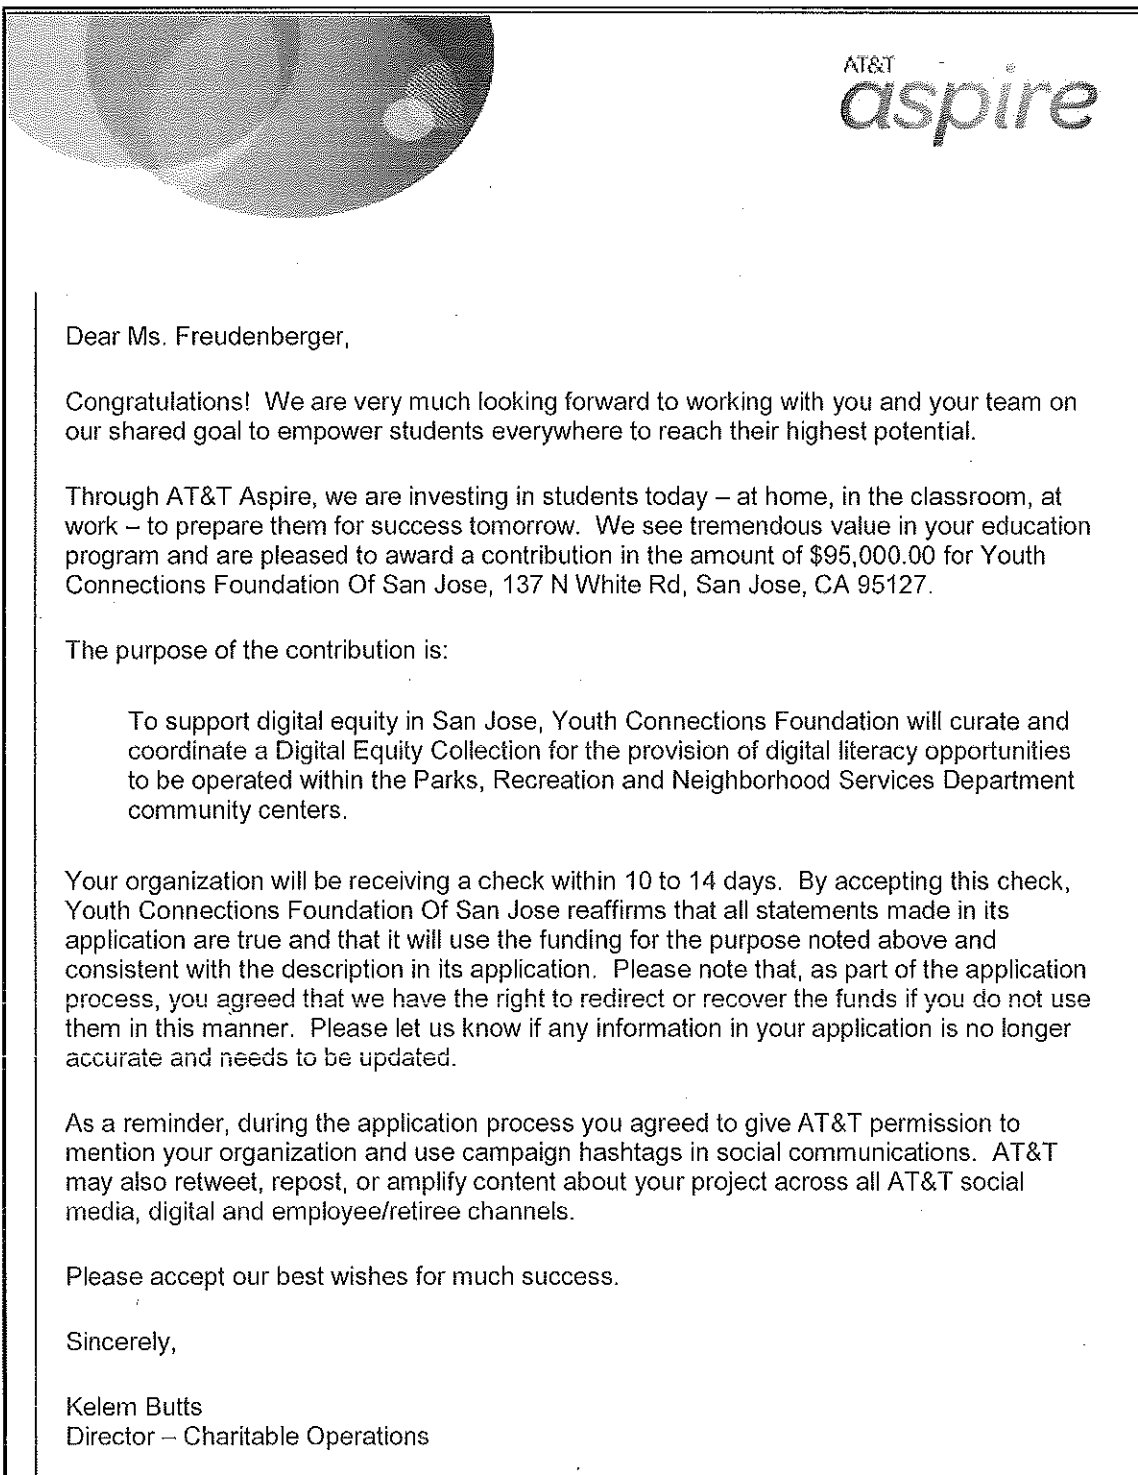 AT&T
aspire
Dear Ms. Freudenberger,
Congratulations!  We are very much looking forward to working with you and your team on
our shared goal to empower students everywhere to reach their highest potential.
Through AT&T Aspire, we are investing in students today – at home, in the classroom, at
work – to prepare them for success tomorrow.  We see tremendous value in your education
program and are pleased to award a contribution in the amount of $95,000.00 for Youth
Connections Foundation Of San Jose, 137 N White Rd, San Jose, CA 95127.
The purpose of the contribution is:
To support digital equity in San Jose, Youth Connections Foundation will curate and
coordinate a Digital Equity Collection for the provision of digital literacy opportunities
to be operated within the Parks, Recreation and Neighborhood Services Department
community centers.
Your organization will be receiving a check within 10 to 14 days.  By accepting this check,
Youth Connections Foundation Of San Jose reaffirms that all statements made in its
application are true and that it will use the funding for the purpose noted above and
consistent with the description in its application.  Please note that, as part of the application
process, you agreed that we have the right to redirect or recover the funds if you do not use
them in this manner.  Please let us know if any information in your application is no longer
accurate and needs to be updated.
As a reminder, during the application process you agreed to give AT&T permission to
mention your organization and use campaign hashtags in social communications.  AT&T
may also retweet, repost, or amplify content about your project across all AT&T social
media, digital and employee/retiree channels.
Please accept our best wishes for much success.
Sincerely,
Kelem Butts
Director – Charitable Operations